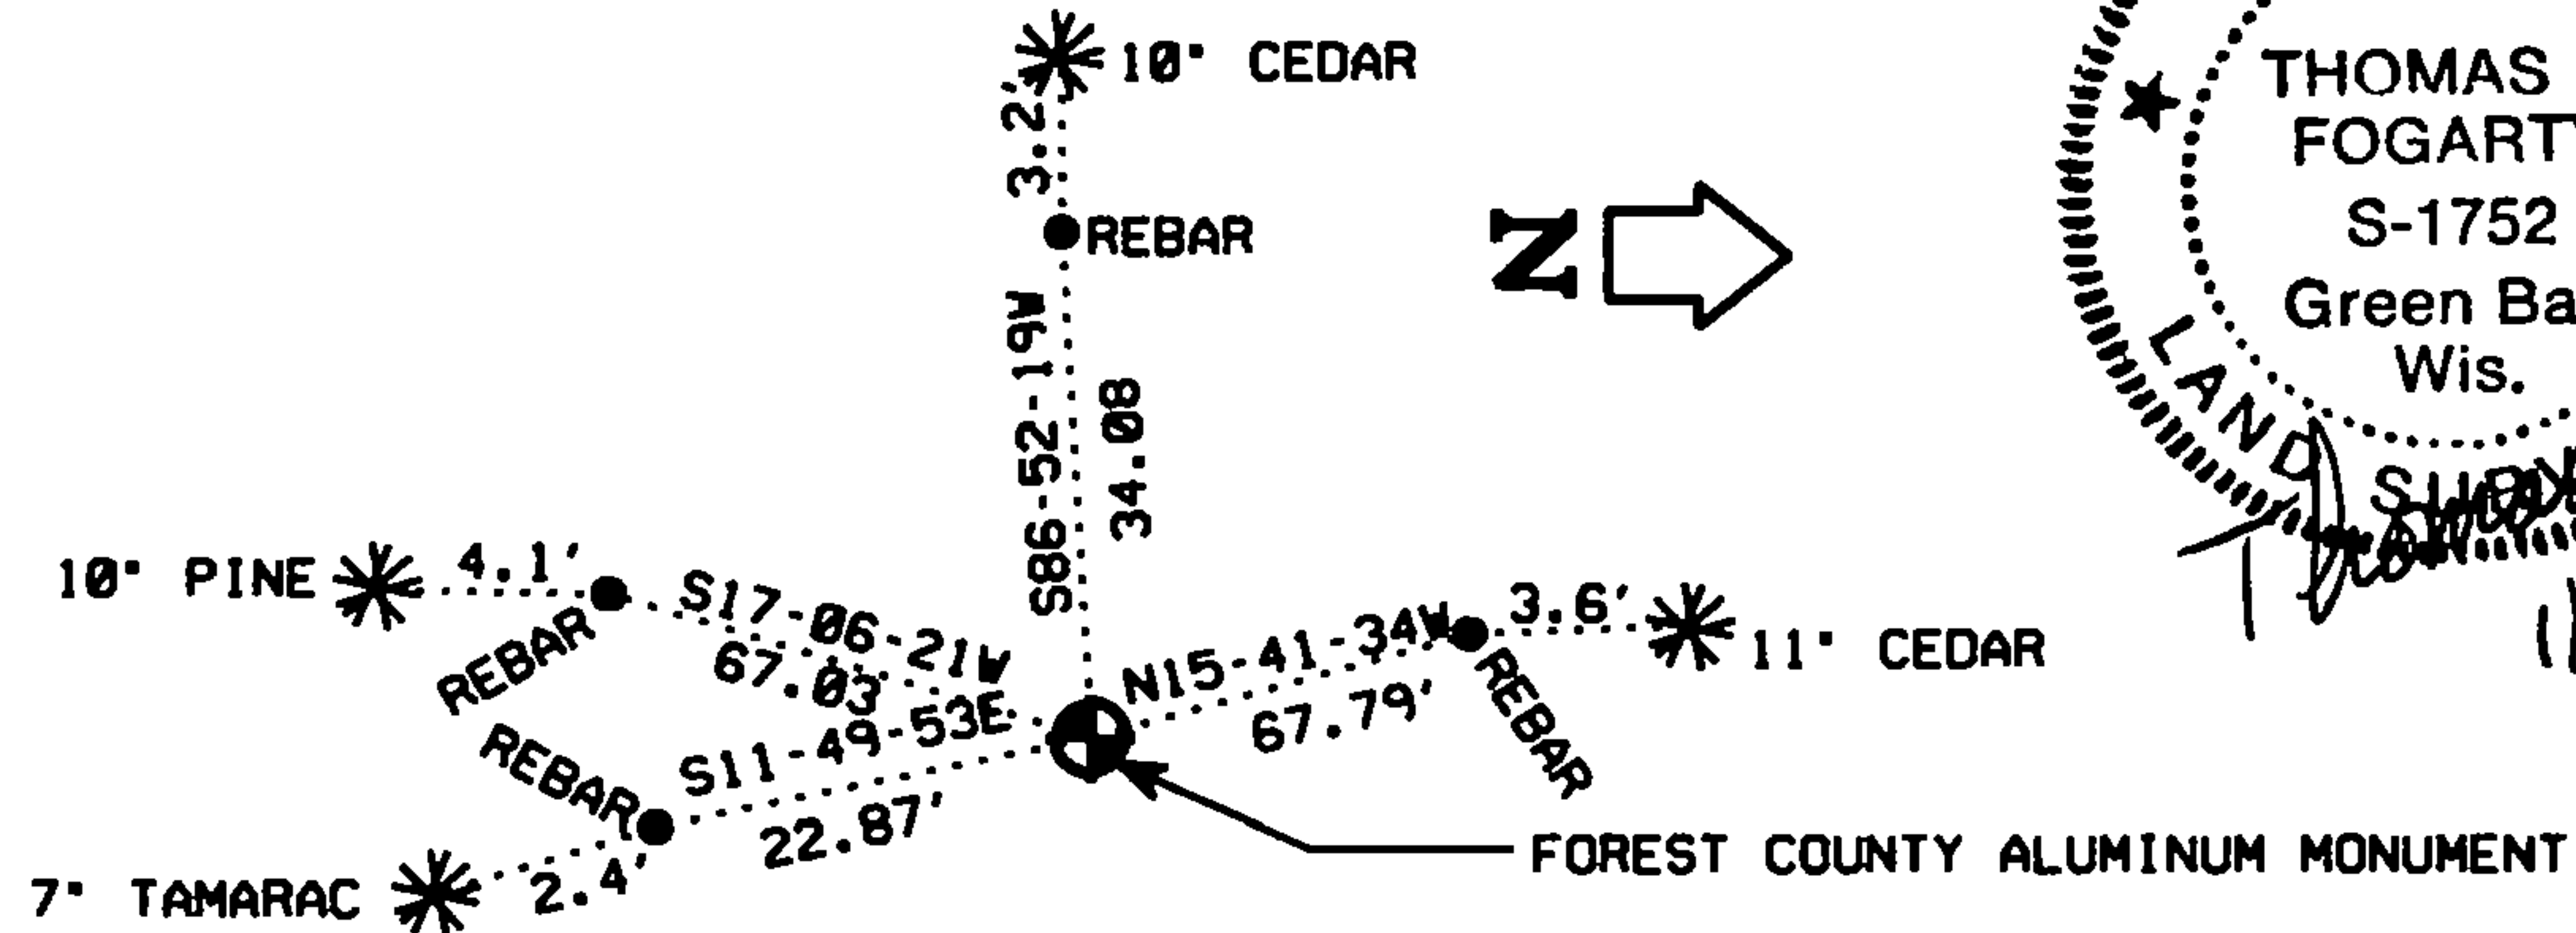 10" CEDAR
3.2'
REBAR
S86-52-19W
34.08
N
10" PINE
4.1'
REBAR
S17-06-21W
67.03
N15-41-34W
67.79'
3.6'
11" CEDAR
REBAR
REBAR
S11-49-53E
22.87'
7" TAMARAC
2.4'
FOREST COUNTY ALUMINUM MONUMENT
THOMAS
FOGARTY
S-1752
Green Ba
Wis.
LAND